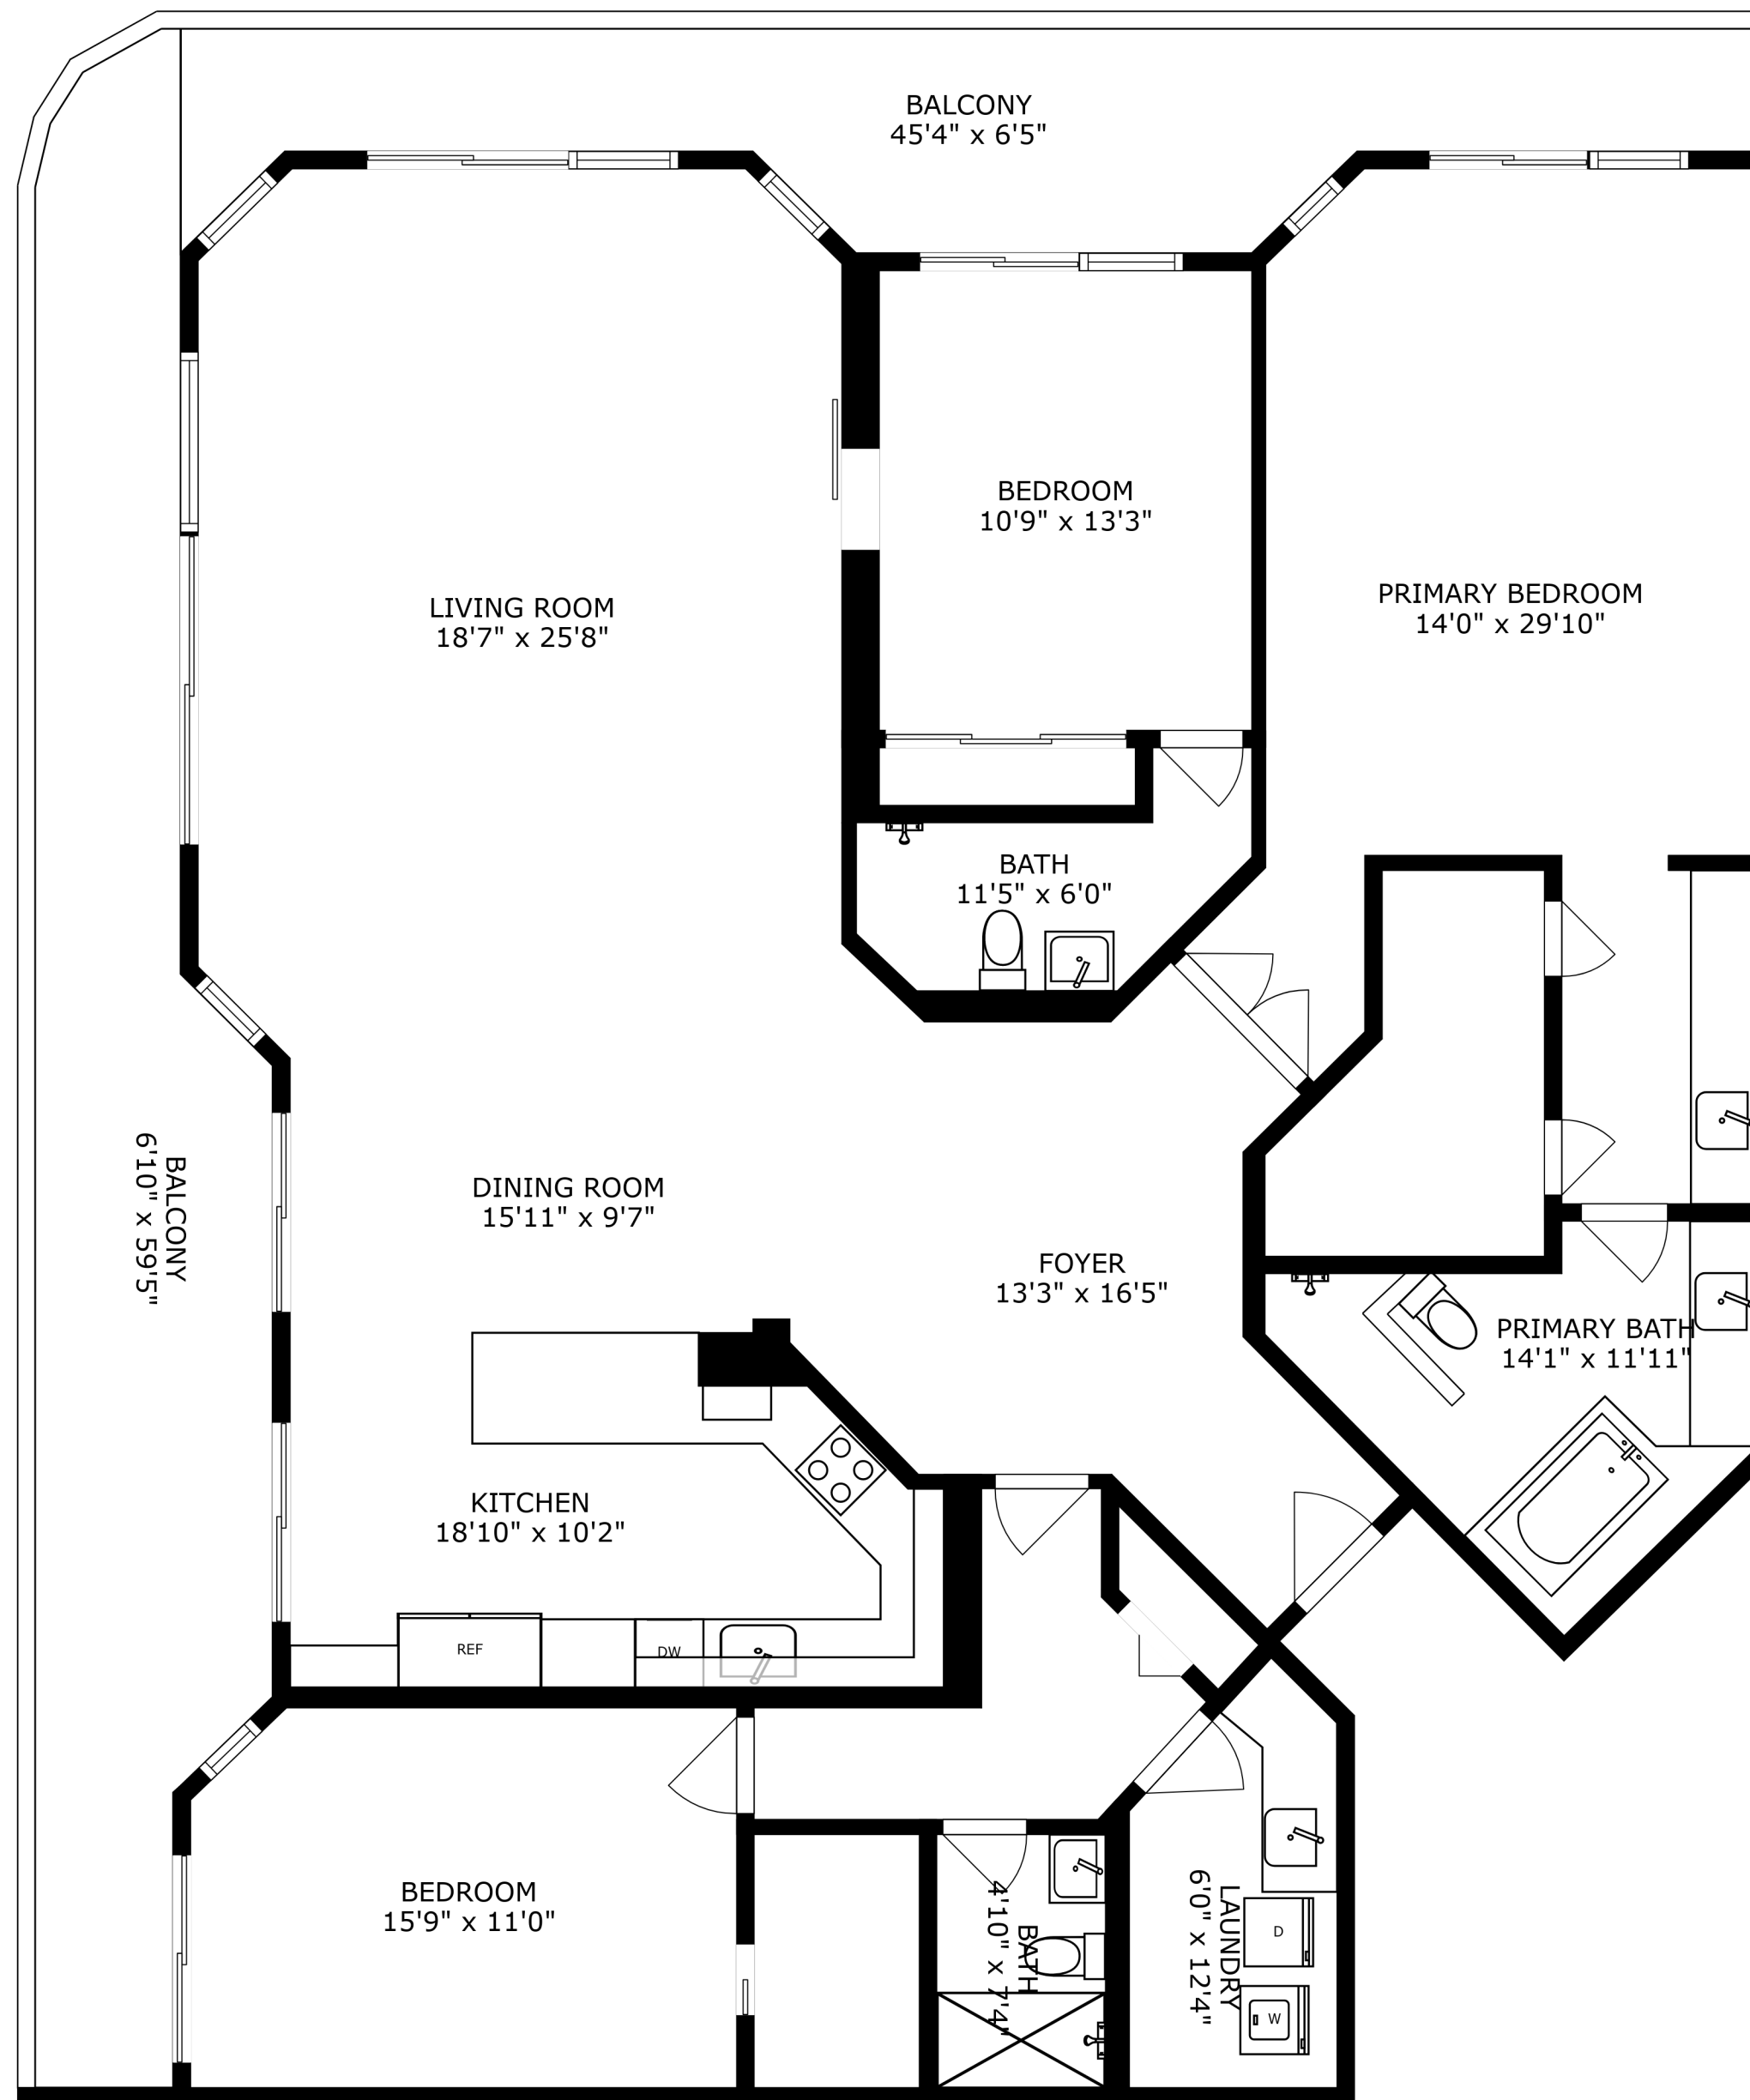 BALCONY
45'4" x 6'5"
BEDROOM
10'9" x 13'3"
PRIMARY BEDROOM
14'0" x 29'10"
LIVING ROOM
18'7" x 25'8"
BATH
11'5" x 6'0"
BALCONY
6'10" x 59'5"
DINING ROOM
15'11" x 9'7"
FOYER
13'3" x 16'5"
PRIMARY BATH
14'1" x 11'11"
KITCHEN
18'10" x 10'2"
REF
DW
BEDROOM
15'9" x 11'0"
BATH
4'10" x 7'4"
LAUNDRY
6'0" x 12'4"
D
W